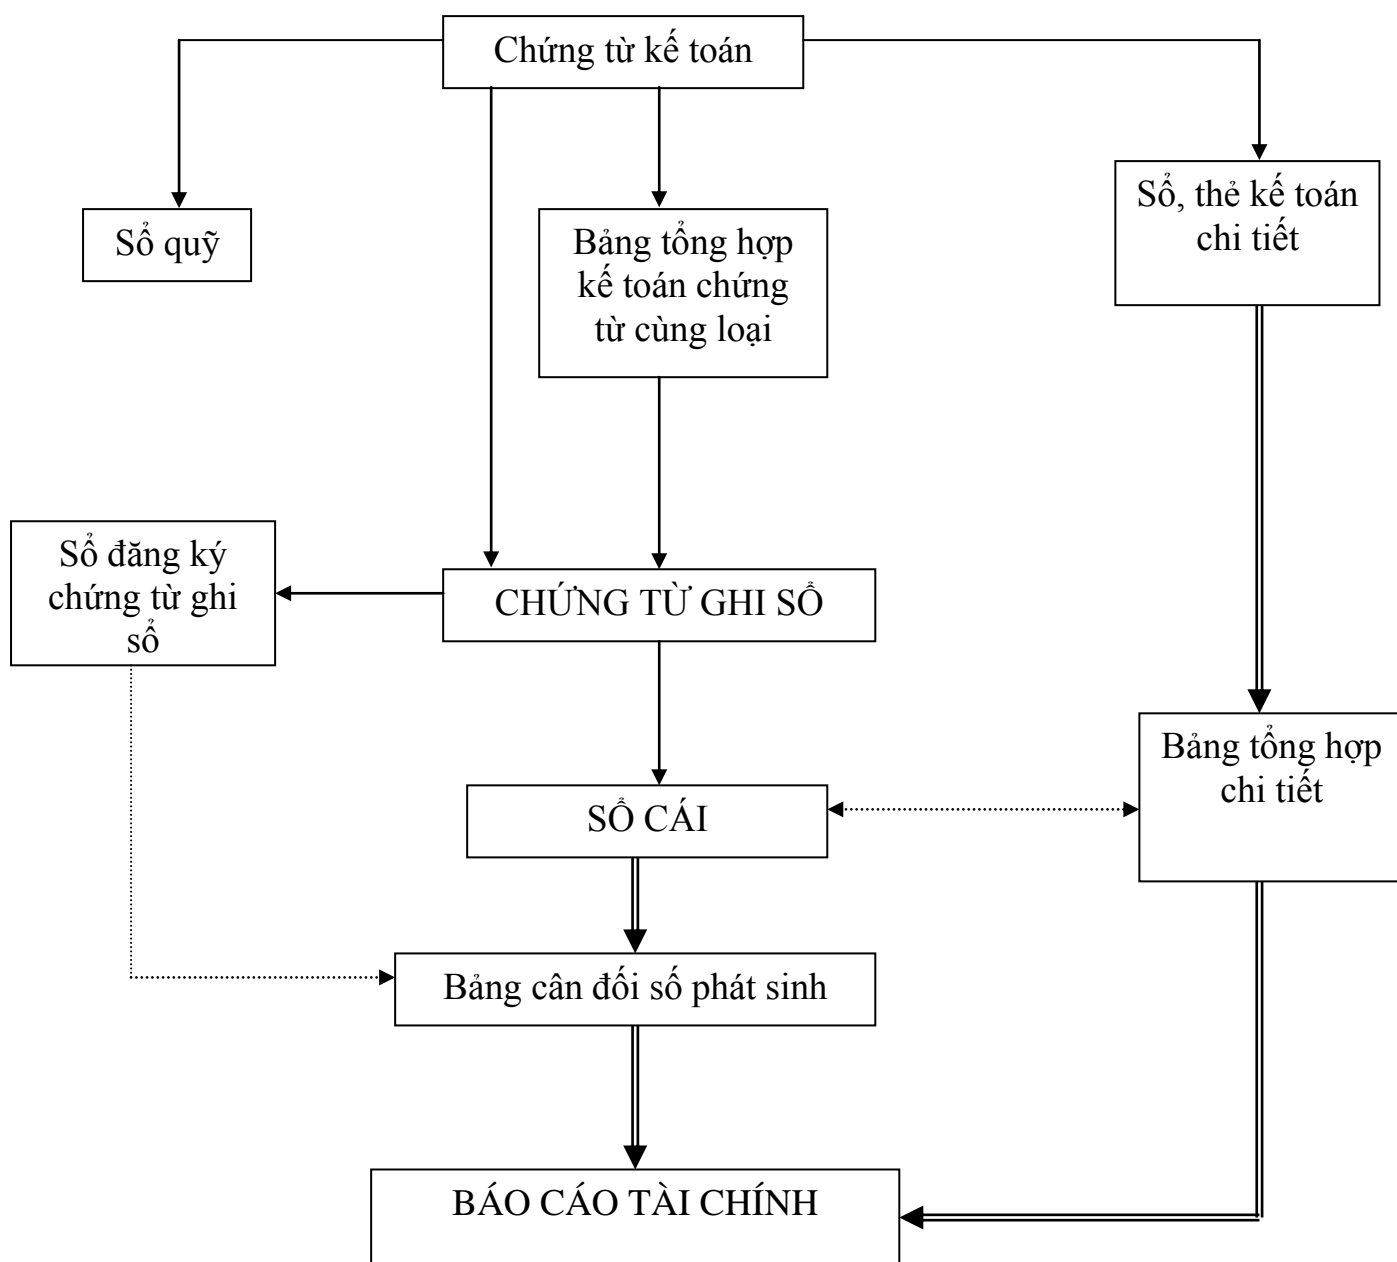 Chứng từ kế toán
Sổ, thẻ kế toán
chi tiết
Sổ quỹ
Bảng tổng hợp
kế toán chứng
từ cùng loại
Sổ đăng ký
chứng từ ghi
sổ
CHỨNG TỪ GHI SỔ
Bảng tổng hợp
chi tiết
SỔ CÁI
Bảng cân đối số phát sinh
BÁO CÁO TÀI CHÍNH